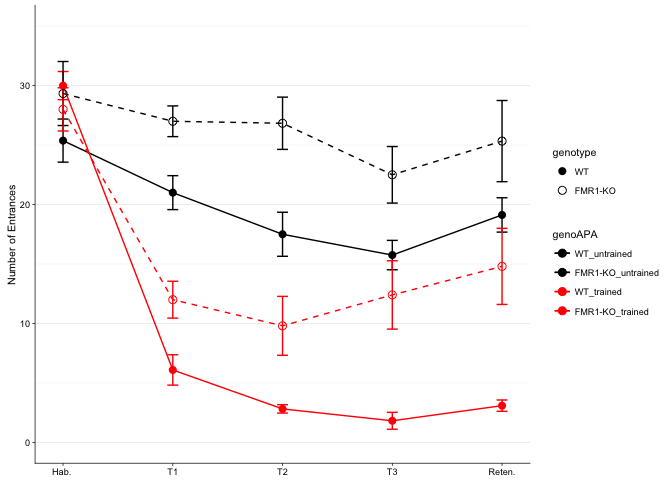 Number of Entrances
30
20
10
0
Hab.
T1
T2
T3
Reten.
genotype
WT
FMR1-KO
genoAPA
WT_untrained
FMR1-KO_untrained
WT_trained
FMR1-KO_trained